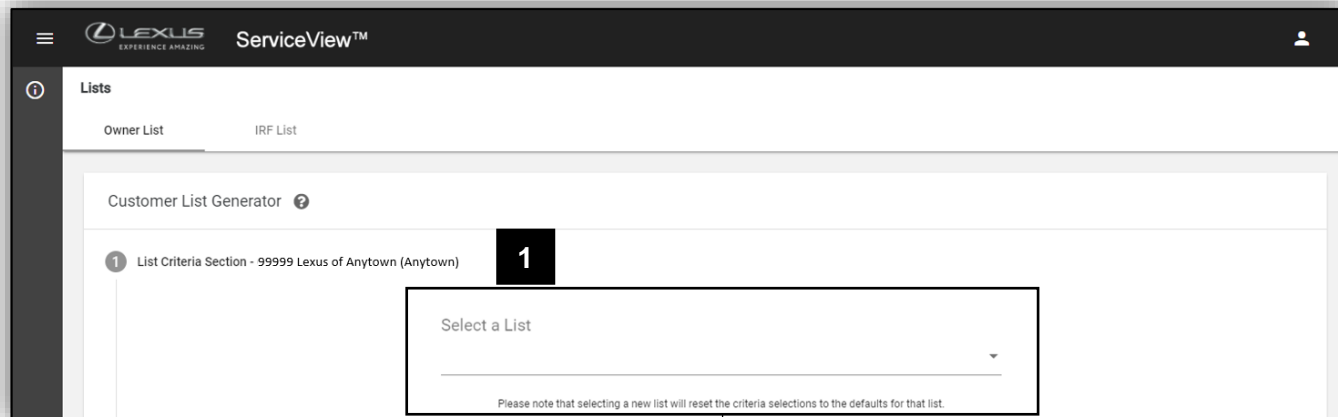 LEXUS
EXPERIENCE AMAZING
ServiceView™
Lists
Owner List
IRF List
Customer List Generator ?
1 List Criteria Section - 99999 Lexus of Anytown (Anytown)
1
Select a List
Please note that selecting a new list will reset the criteria selections to the defaults for that list.